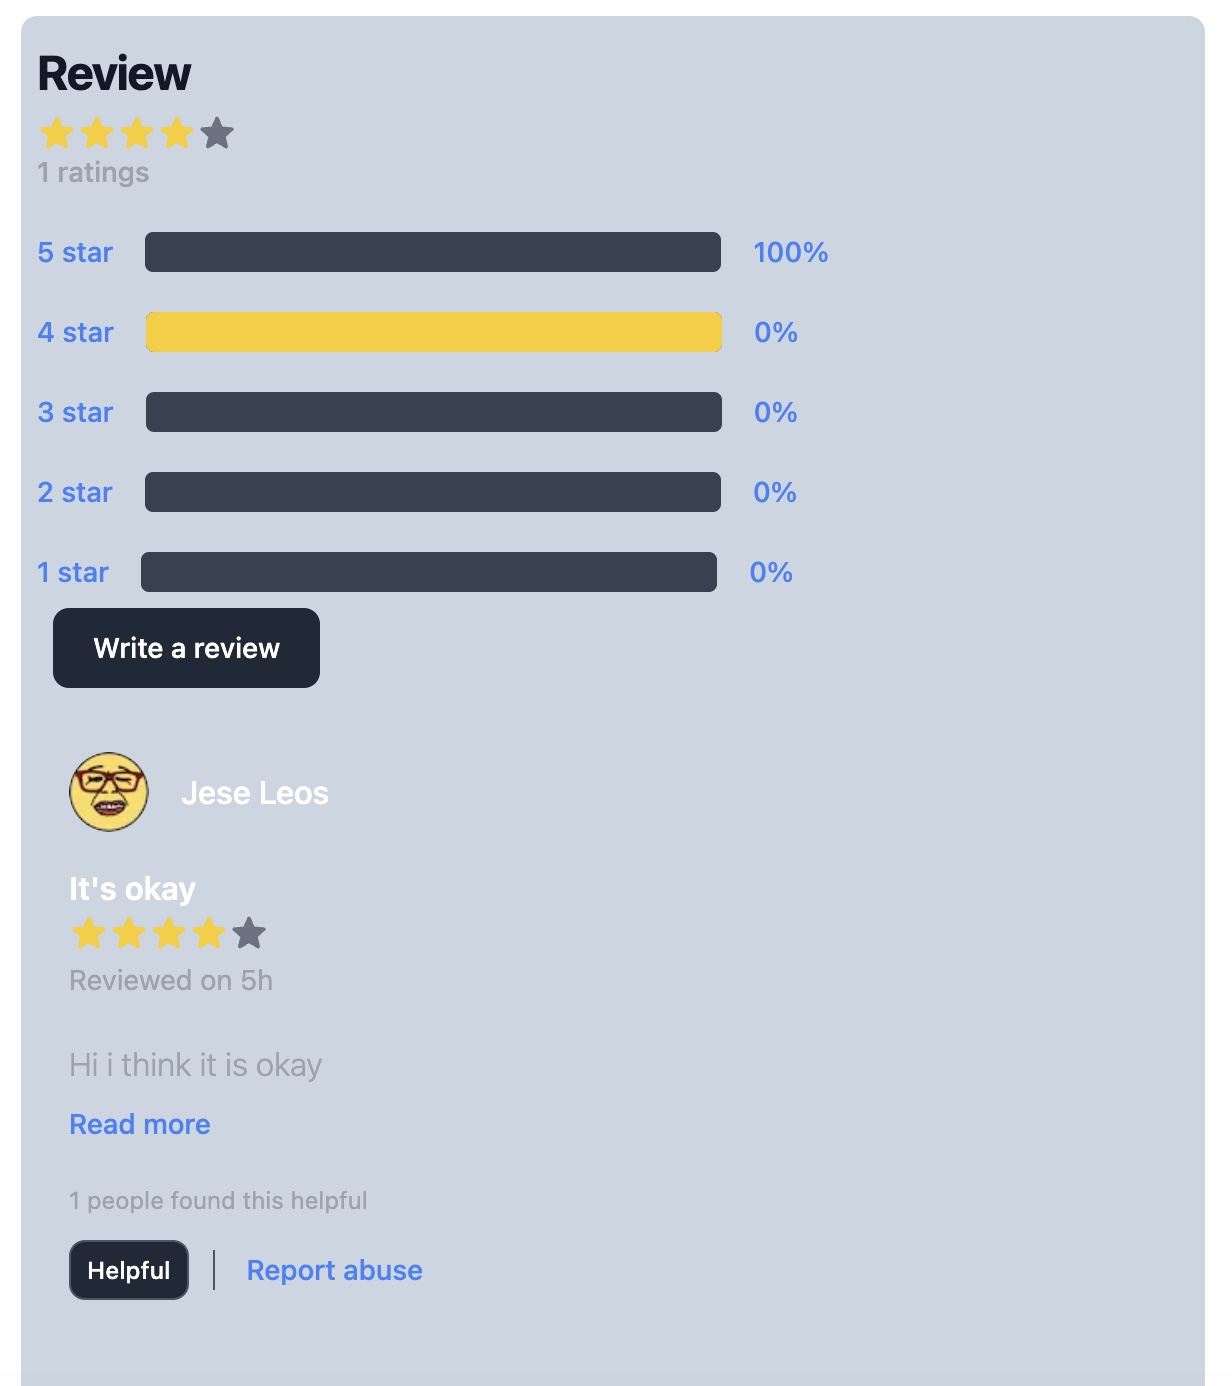 Review
1 ratings
5 star 100%
4 star 0%
3 star 0%
2 star 0%
1 star 0%
Write a review
Jese Leos
It's okay
Reviewed on 5h
Hi i think it is okay
Read more
1 people found this helpful
Helpful Report abuse